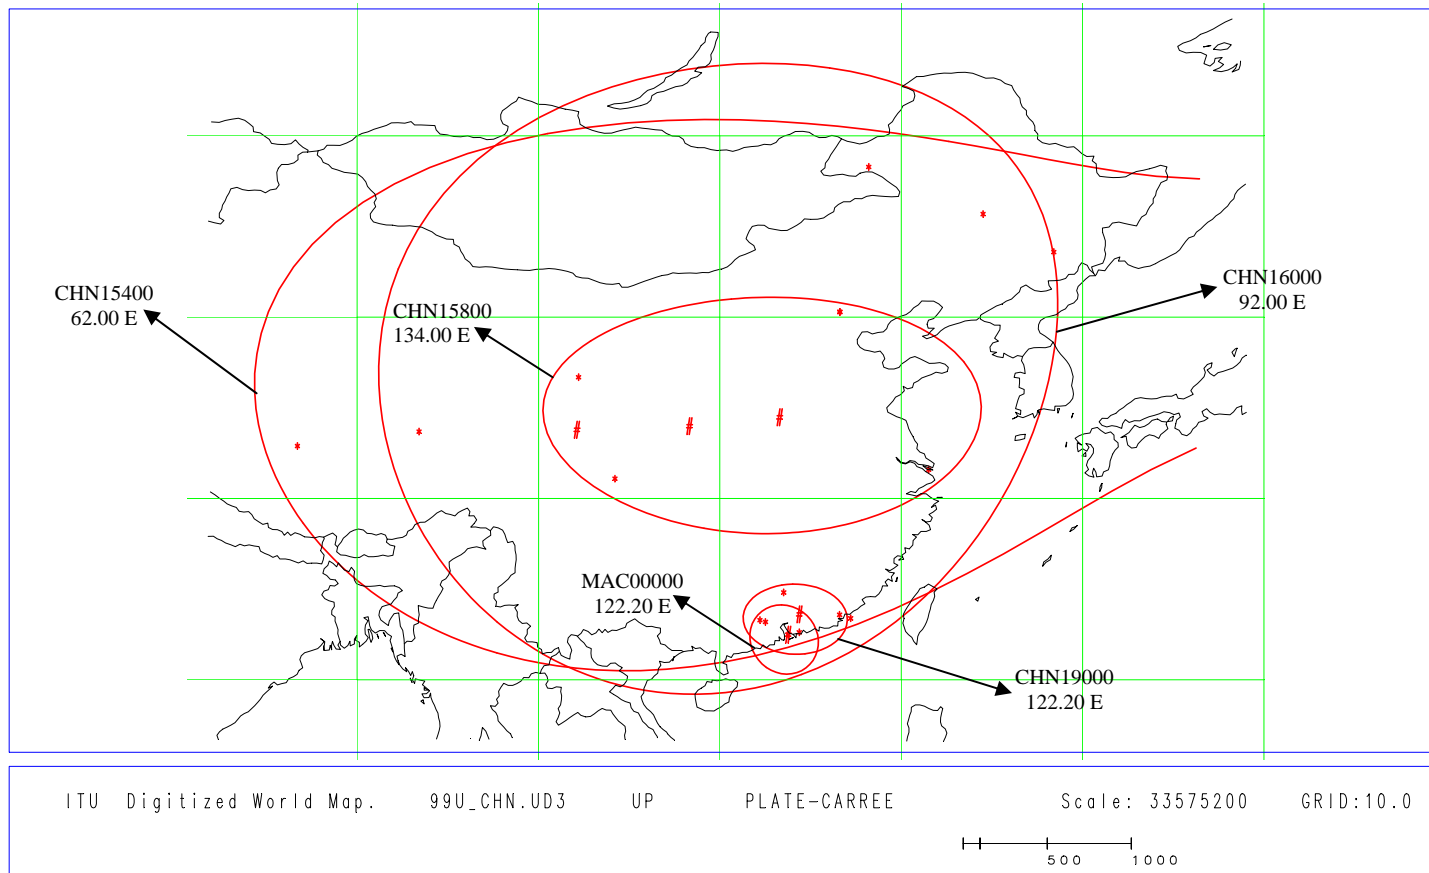 CHN15400
62.00 E
CHN15800
134.00 E
CHN16000
92.00 E
MAC00000
122.20 E
CHN19000
122.20 E
ITU Digitized World Map. 99U_CHN.UD3 UP PLATE-CARREE Scale: 33575200 GRID:10.0
500 1000